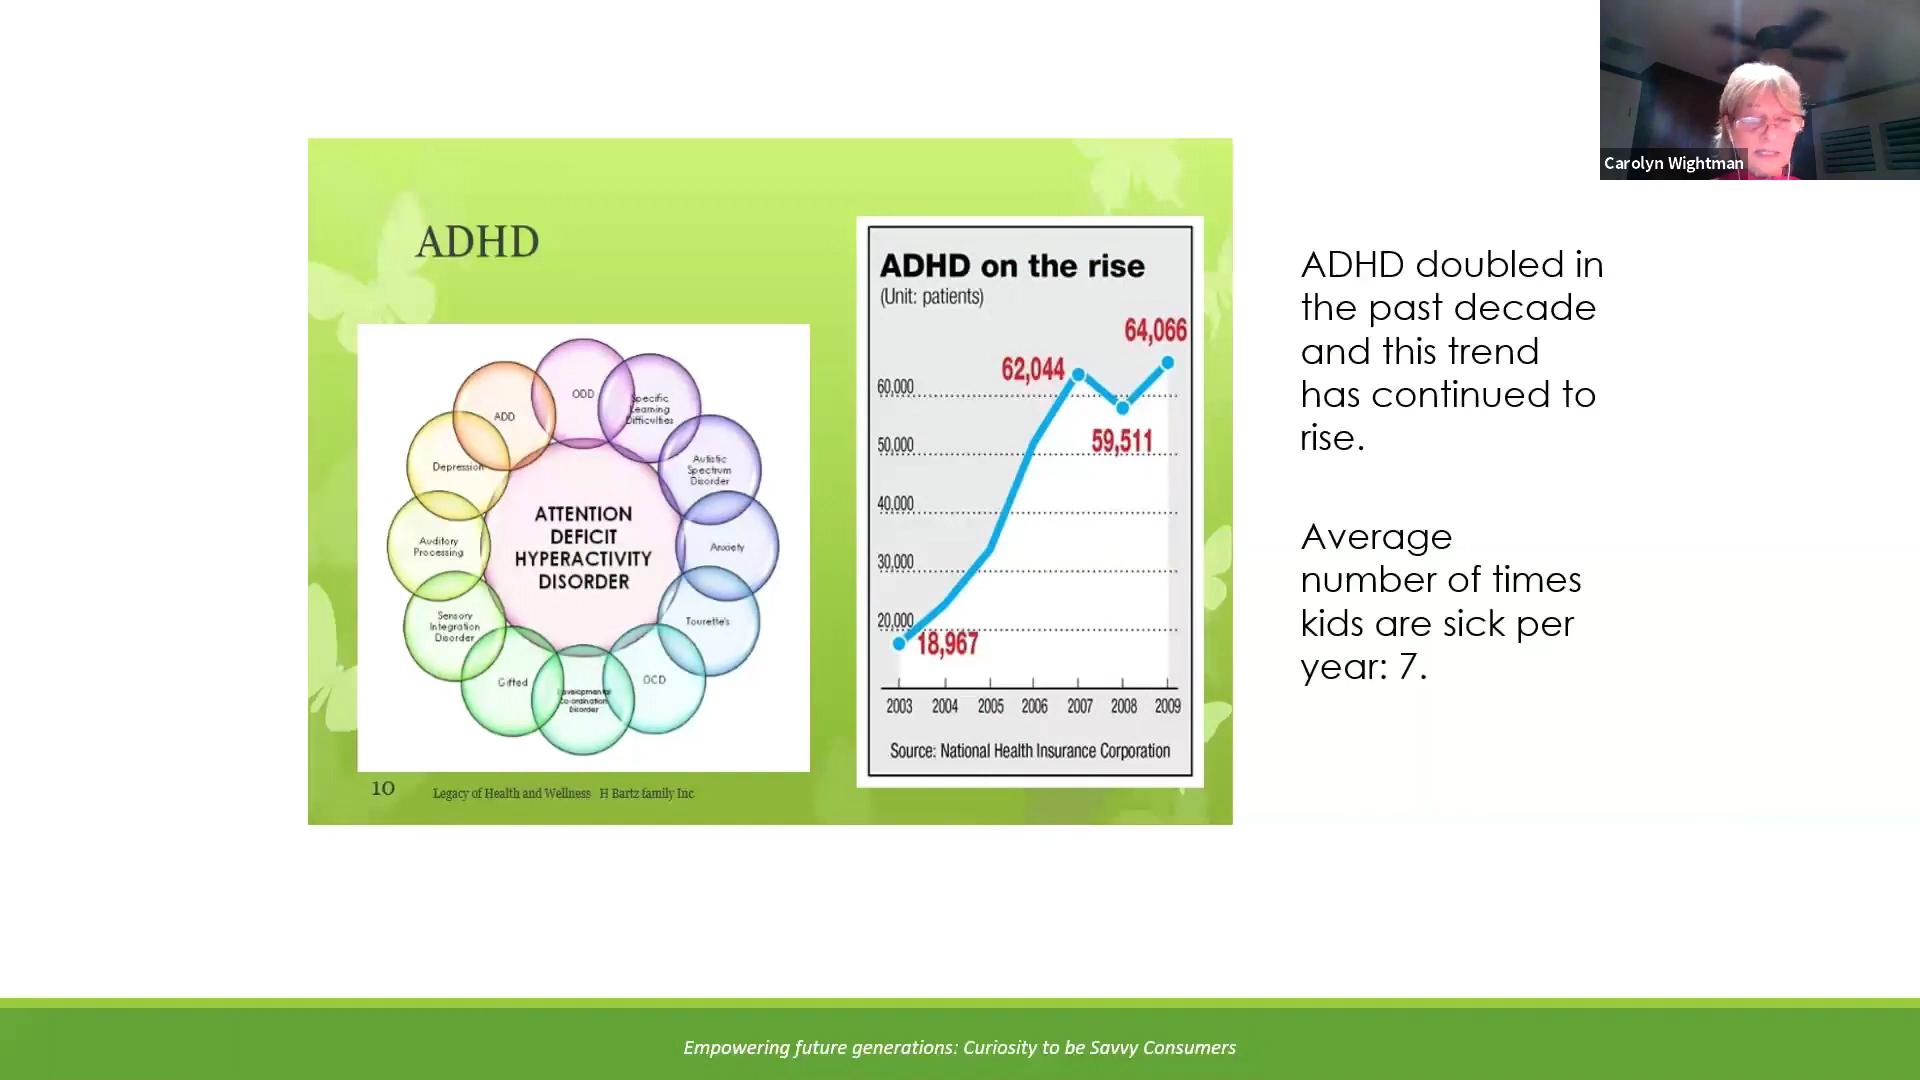 Carolyn Wightman
ADHD
ODD
Specific
Learning
Difficulties
ADD
Autistic
Spectrum
Disorder
Depression
Anxiety
ATTENTION
DEFICIT
HYPERACTIVITY
DISORDER
Auditory
Processing
Tourette's
Sensory
Integration
Disorder
OCD
Gifted
Co-ordination
Disorder
10
Legacy of Health and Wellness H Bartz family Inc
ADHD on the rise
(Unit: patients)
64,066
62,044
60,000
59,511
50,000
40,000
30,000
20,000
18,967
2003 2004 2005 2006 2007 2008 2009
Source: National Health Insurance Corporation
ADHD doubled in
the past decade
and this trend
has continued to
rise.
Average
number of times
kids are sick per
year: 7.
Empowering future generations: Curiosity to be Savvy Consumers